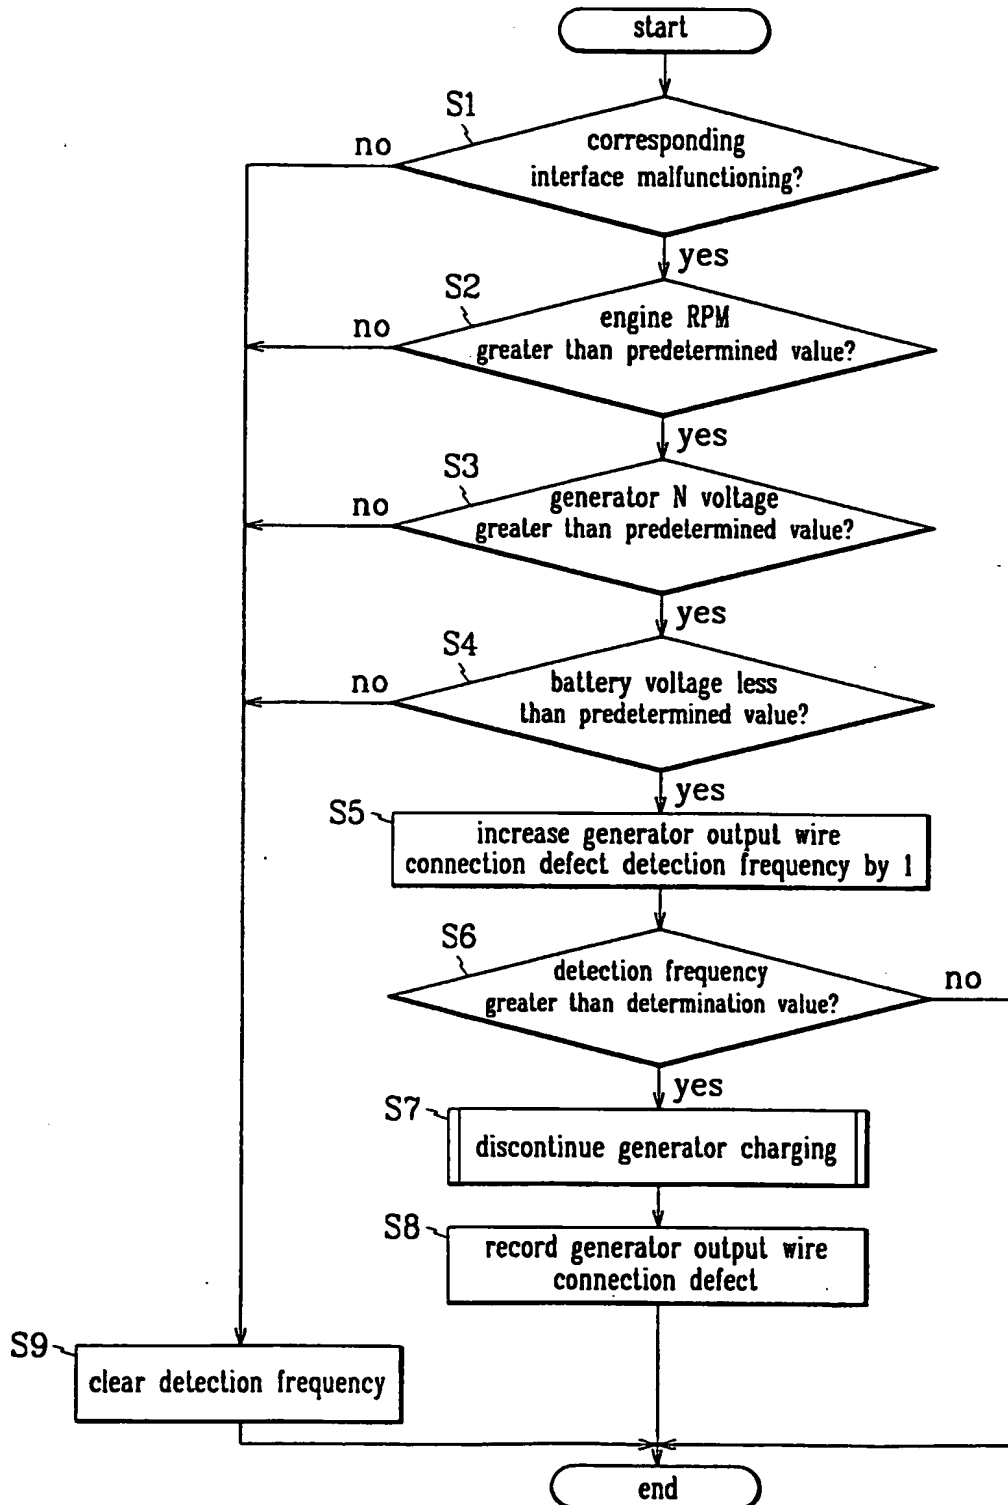 start
S1
no
corresponding
interface malfunctioning?
yes
S2
no
engine RPM
greater than predetermined value?
yes
S3
no
generator N voltage
greater than predetermined value?
yes
S4
no
battery voltage less
than predetermined value?
yes
S5
increase generator output wire
connection defect detection frequency by 1
S6
detection frequency
greater than determination value?
no
yes
S7
discontinue generator charging
S8
record generator output wire
connection defect
S9
clear detection frequency
end